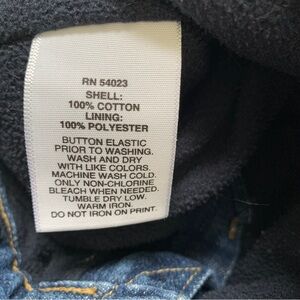 RN 54023
SHELL:
100% COTTON
LINING:
100% POLYESTER
BUTTON ELASTIC
PRIOR TO WASHING.
WASH AND DRY
WITH LIKE COLORS.
MACHINE WASH COLD.
ONLY NON-CHLORINE
BLEACH WHEN NEEDED.
TUMBLE DRY LOW.
WARM IRON.
DO NOT IRON ON PRINT.